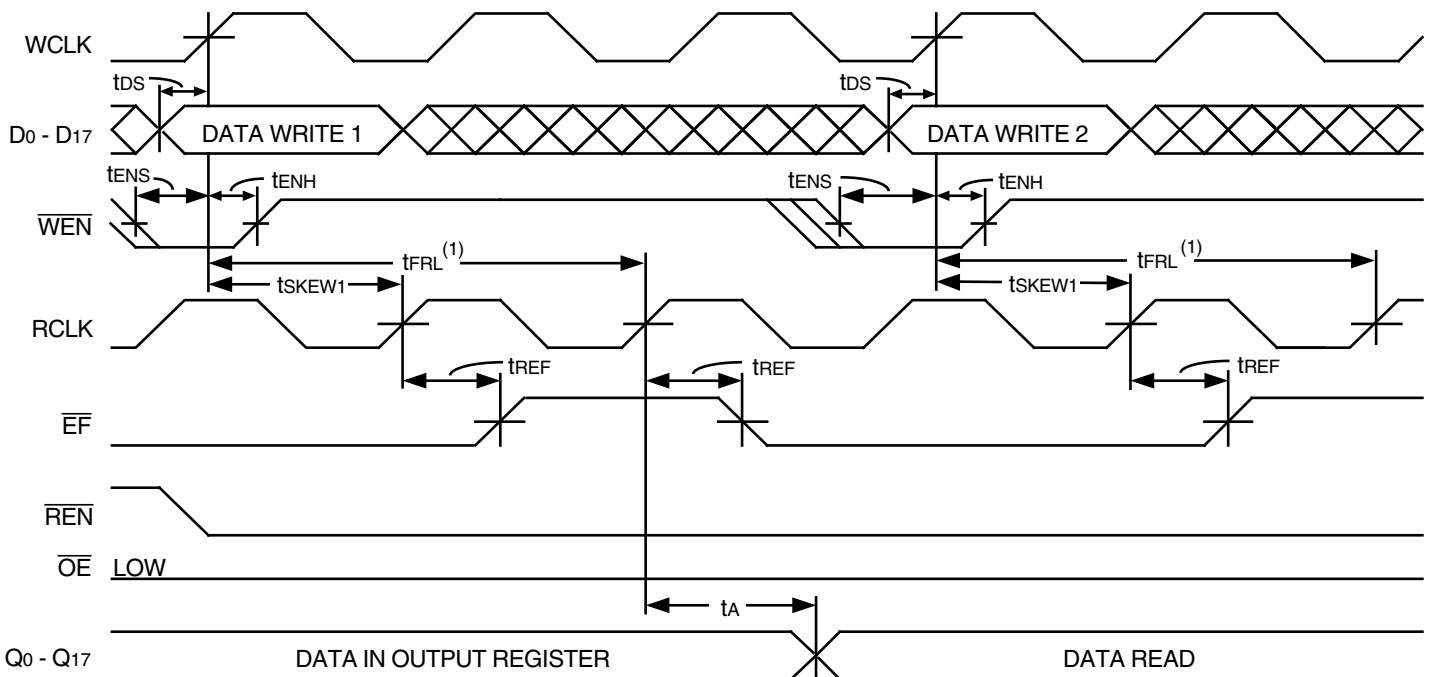 WCLK
tDS tDS
D0 - D17 DATA WRITE 1 DATA WRITE 2
tENS tENH tENS tENH
WEN
tFRL(1) tFRL(1)
tSKEW1 tSKEW1
RCLK
tREF tREF tREF
EF
REN
OE LOW
tA
Q0 - Q17 DATA IN OUTPUT REGISTER DATA READ